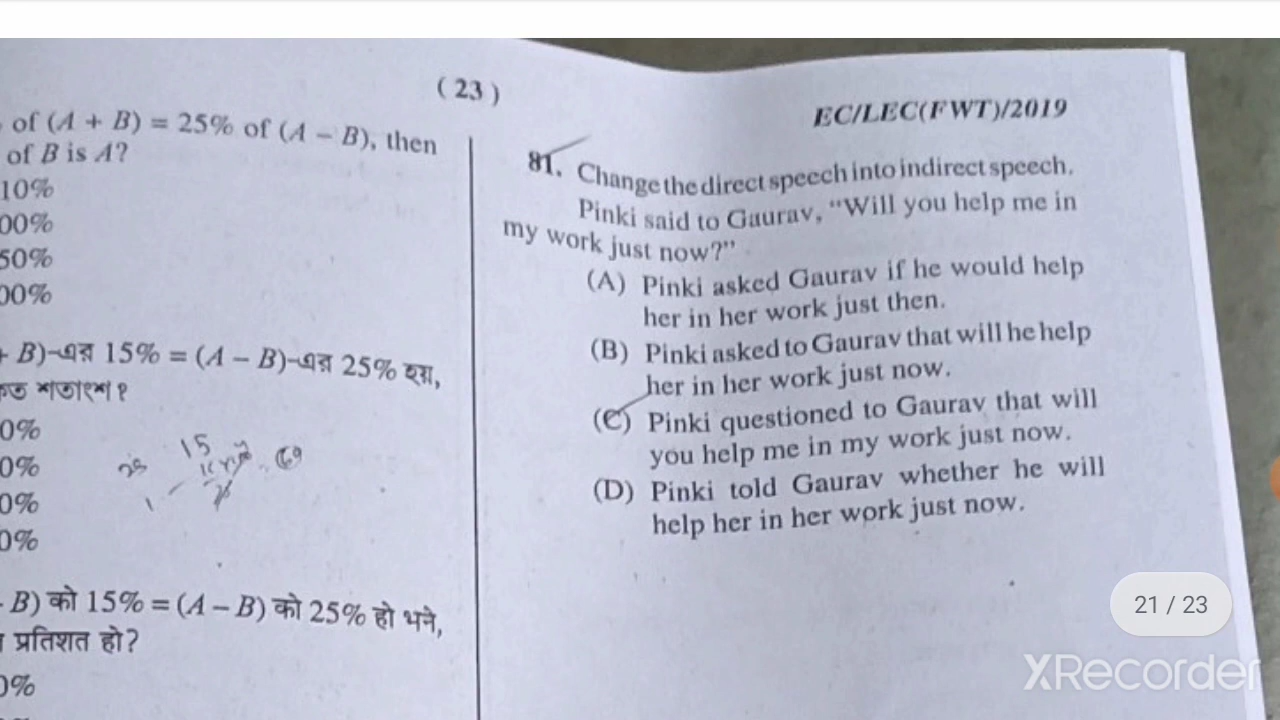 ( 23 )
of (A + B) = 25% of (A − B), then
of B is A?
10%
00%
50%
00%
B)-এর 15% = (A − B)-এর 25% হয়,
শতাংশ?
0%
0%
0%
0%
15
B) को 15% = (A − B) को 25% हो भने,
प्रतिशत हो?
0%
EC/LEC(FWT)/2019
81. Change the direct speech into indirect speech.
Pinki said to Gaurav, “Will you help me in
my work just now?”
(A) Pinki asked Gaurav if he would help
her in her work just then.
(B) Pinki asked to Gaurav that will he help
her in her work just now.
(C) Pinki questioned to Gaurav that will
you help me in my work just now.
(D) Pinki told Gaurav whether he will
help her in her work just now.
21 / 23
XRecorder